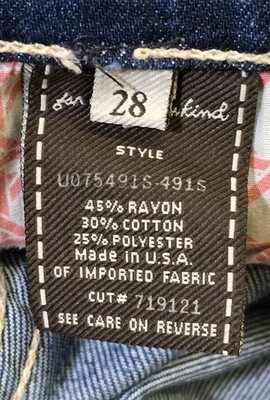 28
STYLE
U075491S-491S
45% RAYON
30% COTTON
25% POLYESTER
Made in U.S.A.
OF IMPORTED FABRIC
CUT# 719121
SEE CARE ON REVERSE